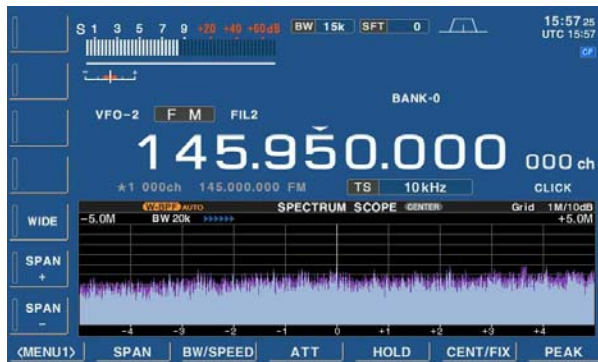 S 1 3 5 7 9 +20 +40 +60dB BW 15k SFT 0 15:57 25
UTC 15:57
CF
BANK-0
VFO-2 F M FIL2
145.950.000 000 ch
★1 000ch 145.000.000 FM TS 10kHz CLICK
W-BPF AUTO SPECTRUM SCOPE CENTER Grid 1M/10dB
WIDE -5.0M BW 20k >>>>>> +5.0M
SPAN
+
SPAN
−
-4 -3 -2 -1 0 +1 +2 +3 +4
<MENU1> SPAN BW/SPEED ATT HOLD CENT/FIX PEAK